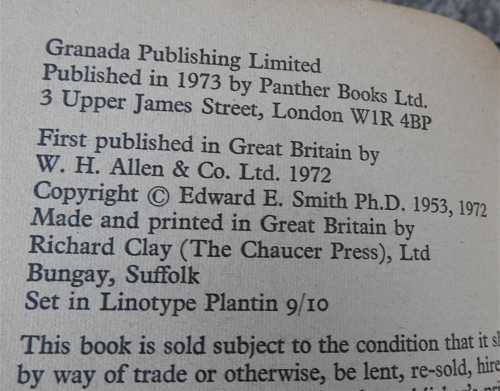 Granada Publishing Limited
Published in 1973 by Panther Books Ltd.
3 Upper James Street, London W1R 4BP
First published in Great Britain by
W. H. Allen & Co. Ltd. 1972
Copyright © Edward E. Smith Ph.D. 1953, 1972
Made and printed in Great Britain by
Richard Clay (The Chaucer Press), Ltd
Bungay, Suffolk
Set in Linotype Plantin 9/10
This book is sold subject to the condition that it
by way of trade or otherwise, be lent, re-sold,